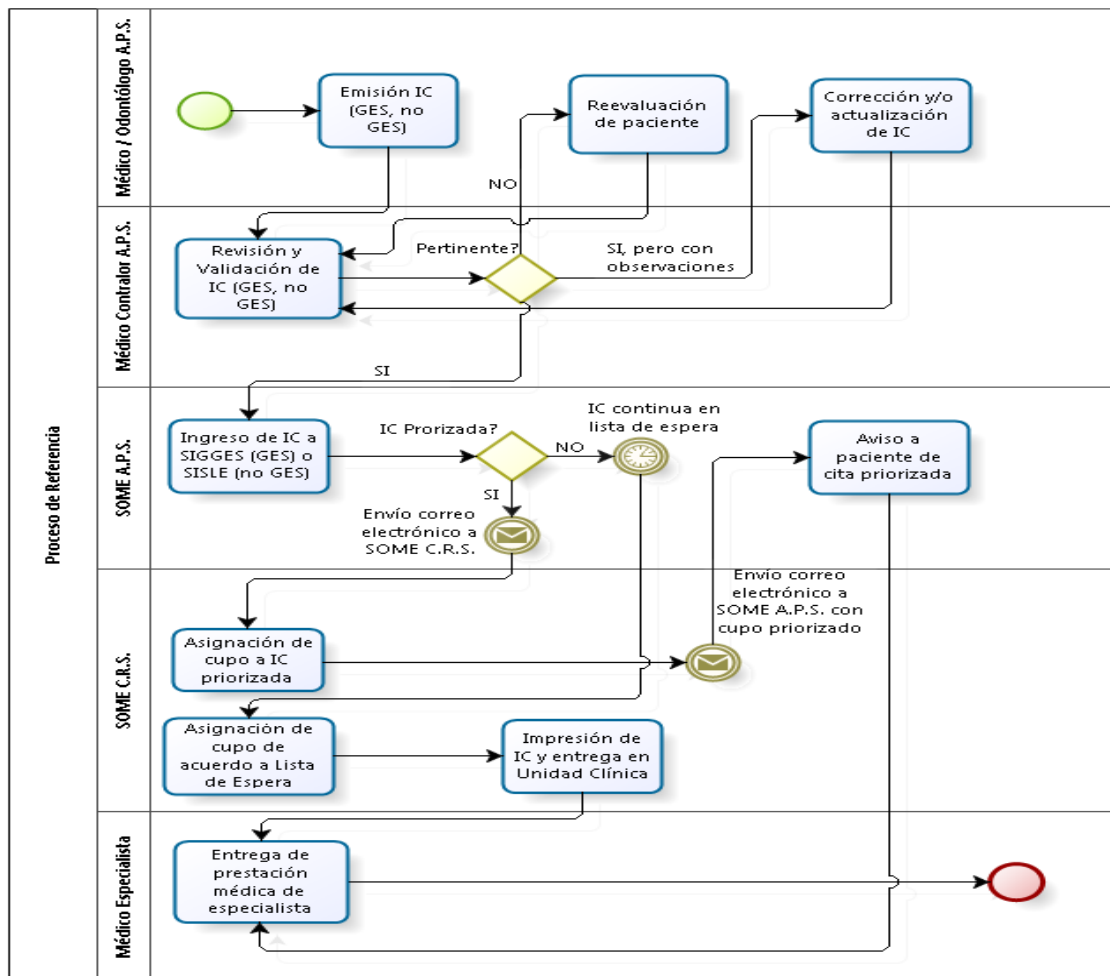 Proceso de Referencia
Médico / Odontólogo A.P.S.
Emisión IC
(GES, no
GES)
Reevaluación
de paciente
Corrección y/o
actualización
de IC
NO
Médico Contralor A.P.S.
Revisión y
Validación de
IC (GES, no
GES)
Pertinente?
SI, pero con
observaciones
SI
SOME A.P.S.
Ingreso de IC a
SIGGES (GES) o
SISLE (no GES)
IC Prorizada?
NO
IC continua en
lista de espera
SI
Envío correo
electrónico a
SOME C.R.S.
Aviso a
paciente de
cita priorizada
SOME C.R.S.
Envío correo
electrónico a
SOME A.P.S. con
cupo priorizado
Asignación de
cupo a IC
priorizada
Asignación de
cupo de
acuerdo a Lista
de Espera
Impresión de
IC y entrega en
Unidad Clínica
Médico Especialista
Entrega de
prestación
médica de
especialista